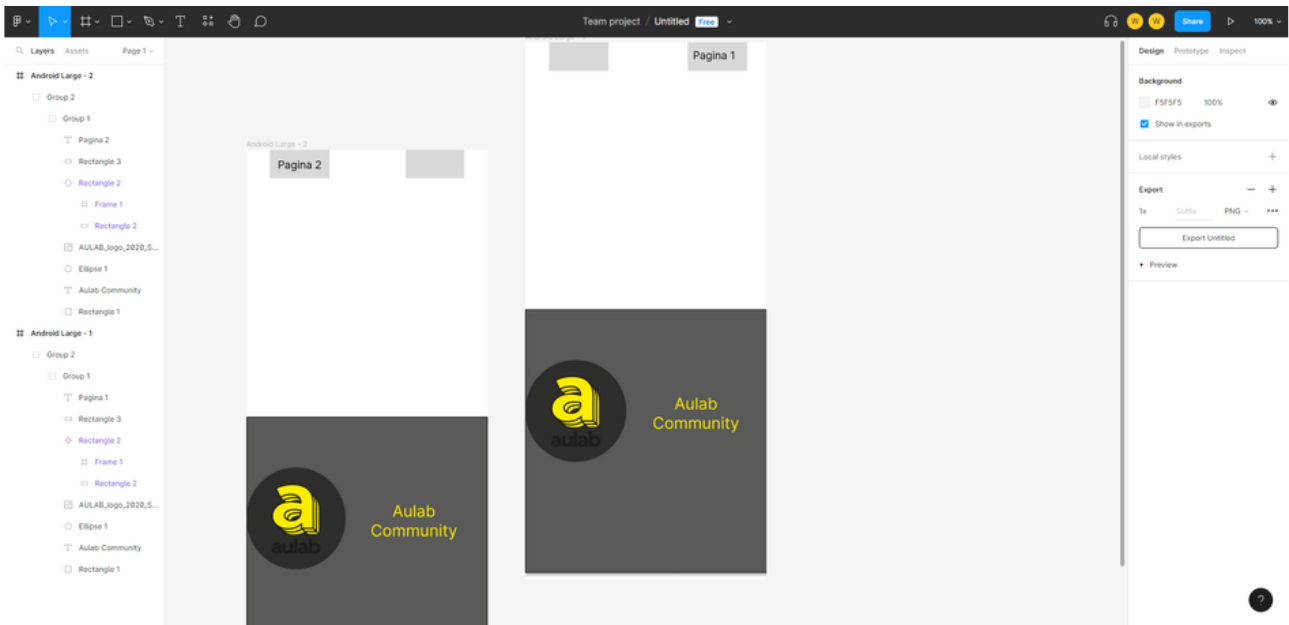 Team project / Untitled Free
W W Share 100%
Layers Assets Page 1
Android Large - 2
Group 2
Group 1
Pagina 2
Rectangle 3
Rectangle 2
Frame 1
Rectangle 2
AULAB_logo_2020_S...
Ellipse 1
Aulab Community
Rectangle 1
Android Large - 1
Group 2
Group 1
Pagina 1
Rectangle 3
Rectangle 2
Frame 1
Rectangle 2
AULAB_logo_2020_S...
Ellipse 1
Aulab Community
Rectangle 1
Android Large - 2
Pagina 2
a
aulab
Aulab
Community
Pagina 1
a
aulab
Aulab
Community
Design Prototype Inspect
Background
F5F5F5 100%
Show in exports
Local styles
Export
1x Suffix PNG
Export Untitled
Preview
?